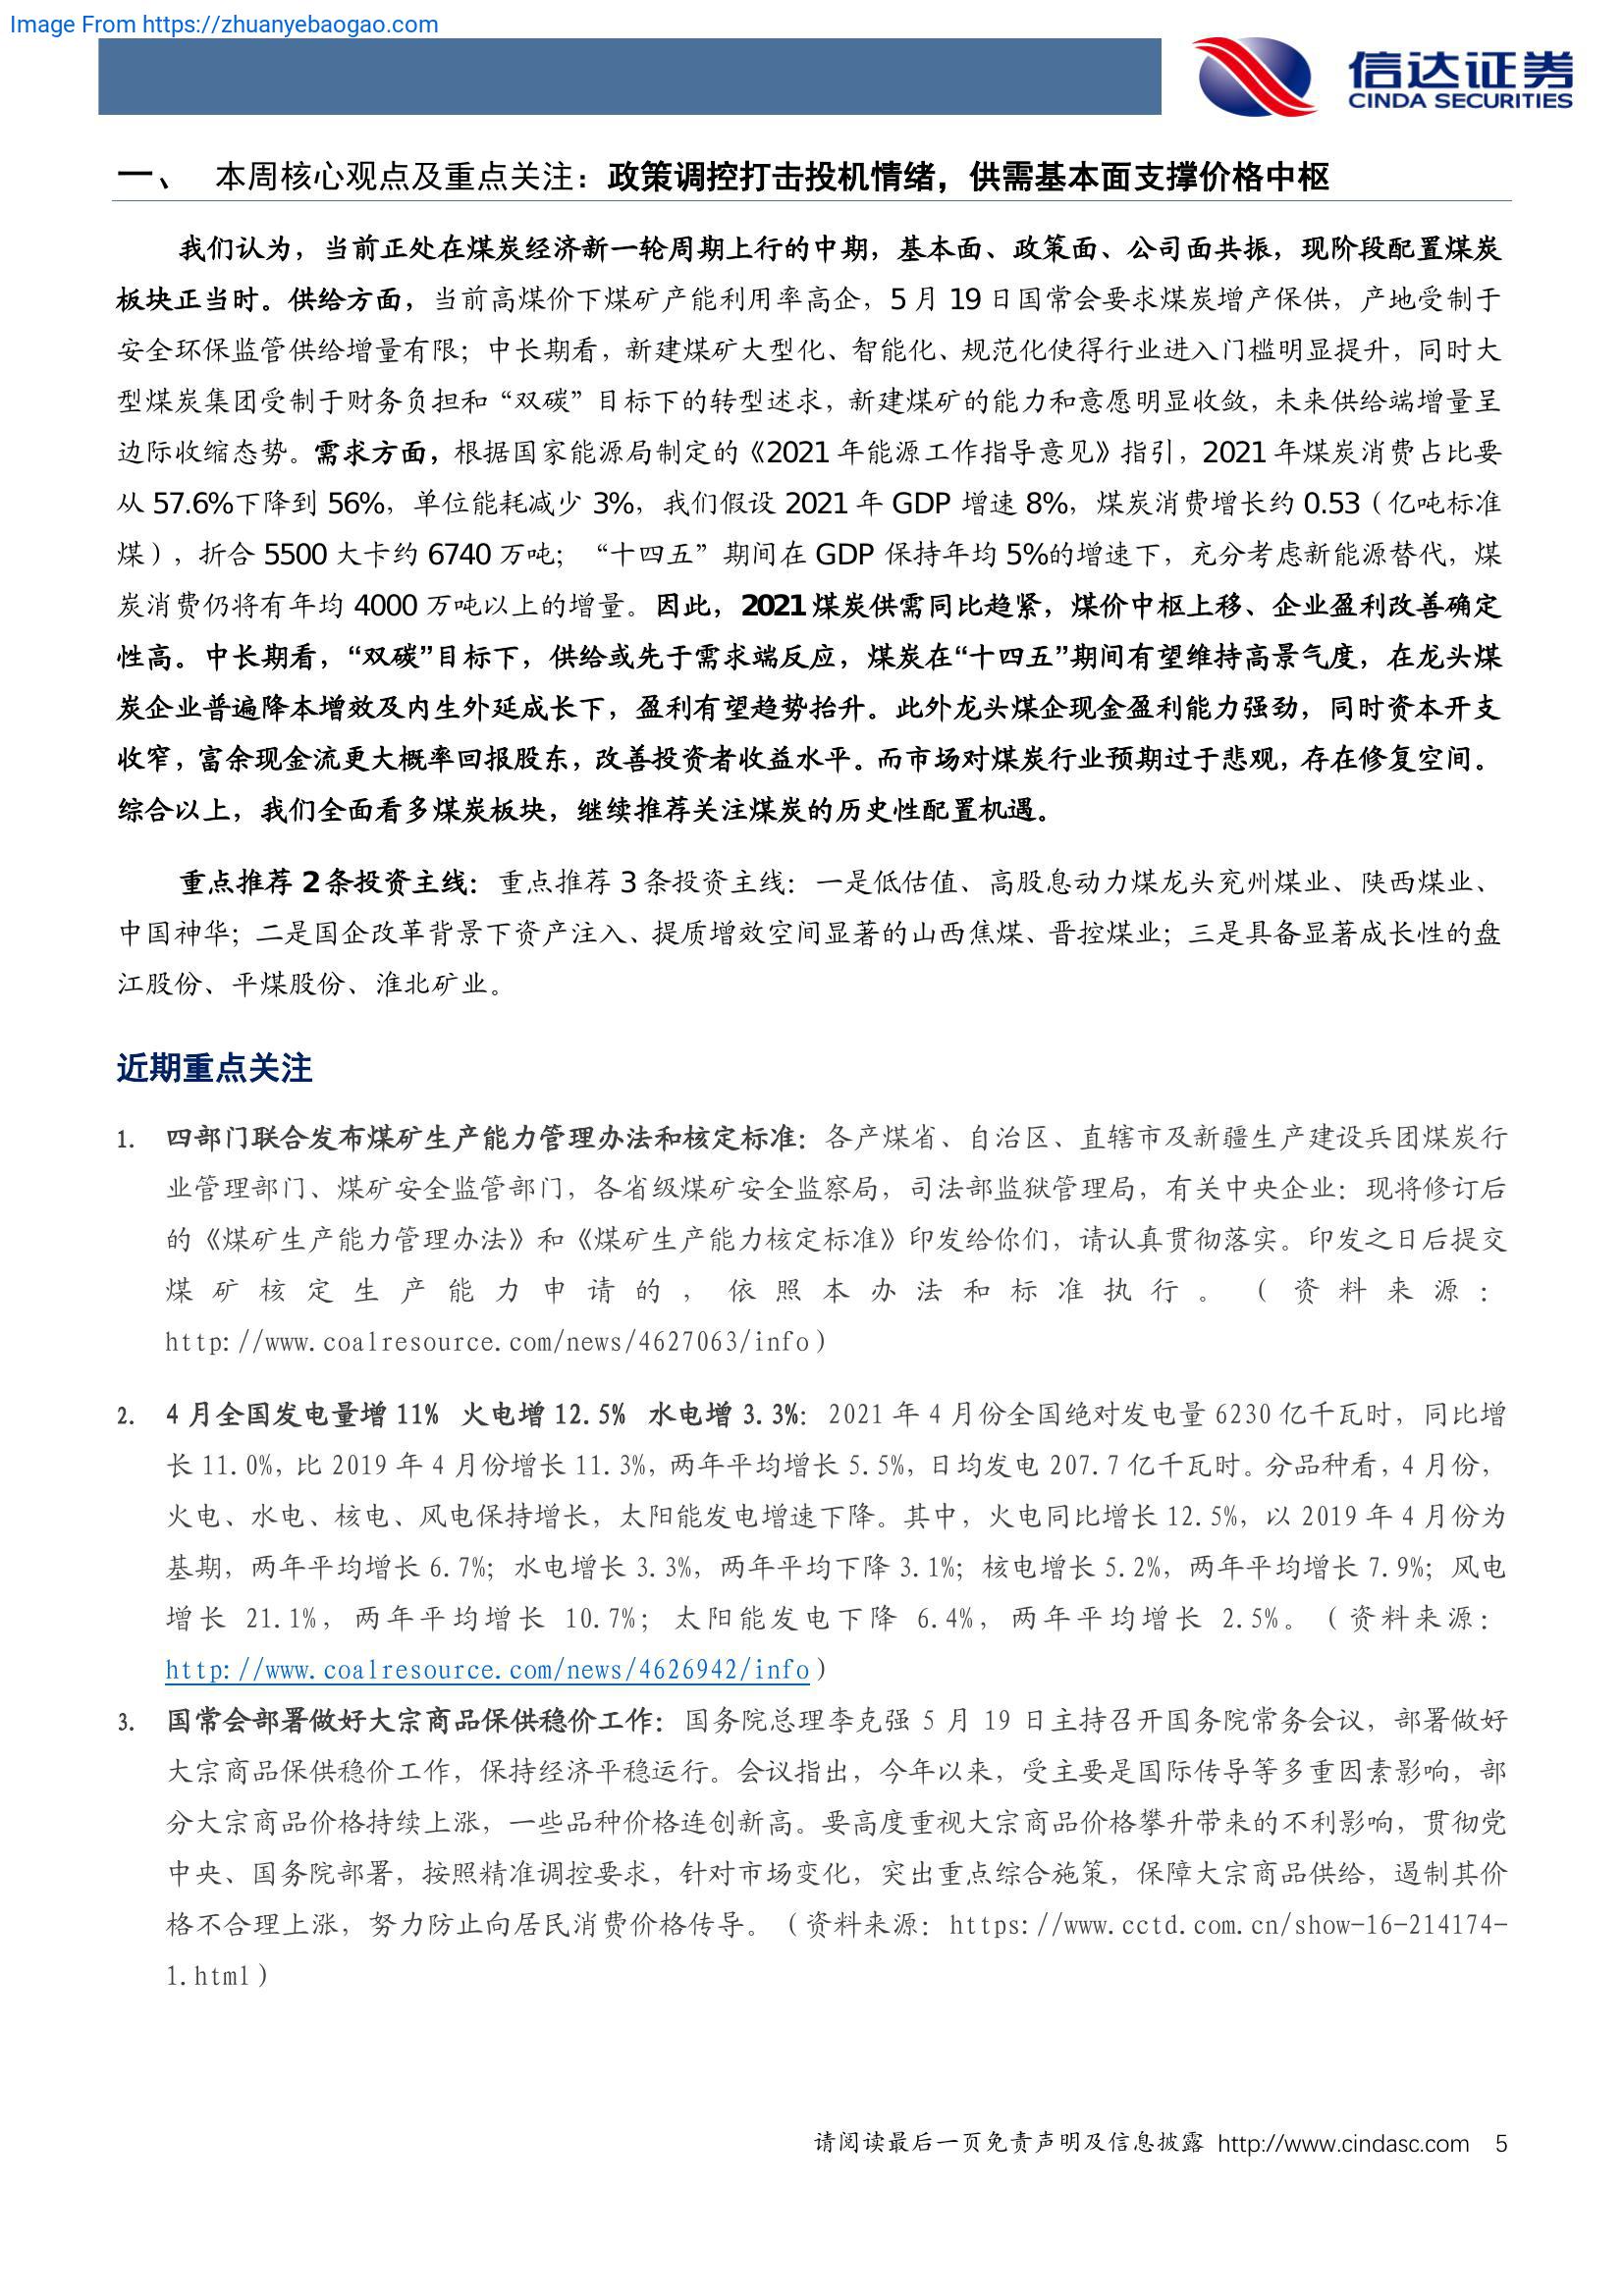 Image From https://zhuanyebaogao.com
信达证券
CINDA SECURITIES
一、 本周核心观点及重点关注：政策调控打击投机情绪，供需基本面支撑价格中枢
我们认为，当前正处在煤炭经济新一轮周期上行的中期，基本面、政策面、公司面共振，现阶段配置煤炭
板块正当时。供给方面，当前高煤价下煤矿产能利用率高企，5 月 19 日国常会要求煤炭增产保供，产地受制于
安全环保监管供给增量有限；中长期看，新建煤矿大型化、智能化、规范化使得行业进入门槛明显提升，同时大
型煤炭集团受制于财务负担和“双碳”目标下的转型述求，新建煤矿的能力和意愿明显收敛，未来供给端增量呈
边际收缩态势。需求方面，根据国家能源局制定的《2021 年能源工作指导意见》指引，2021 年煤炭消费占比要
从 57.6%下降到 56%，单位能耗减少 3%，我们假设 2021 年 GDP 增速 8%，煤炭消费增长约 0.53（亿吨标准
煤），折合 5500 大卡约 6740 万吨；“十四五”期间在 GDP 保持年均 5%的增速下，充分考虑新能源替代，煤
炭消费仍将有年均 4000 万吨以上的增量。因此，2021 煤炭供需同比趋紧，煤价中枢上移、企业盈利改善确定
性高。中长期看，“双碳”目标下，供给或先于需求端反应，煤炭在“十四五”期间有望维持高景气度，在龙头煤
炭企业普遍降本增效及内生外延成长下，盈利有望趋势抬升。此外龙头煤企现金盈利能力强劲，同时资本开支
收窄，富余现金流更大概率回报股东，改善投资者收益水平。而市场对煤炭行业预期过于悲观，存在修复空间。
综合以上，我们全面看多煤炭板块，继续推荐关注煤炭的历史性配置机遇。
重点推荐 2 条投资主线：重点推荐 3 条投资主线：一是低估值、高股息动力煤龙头兖州煤业、陕西煤业、
中国神华；二是国企改革背景下资产注入、提质增效空间显著的山西焦煤、晋控煤业；三是具备显著成长性的盘
江股份、平煤股份、淮北矿业。
近期重点关注
1. 四部门联合发布煤矿生产能力管理办法和核定标准：各产煤省、自治区、直辖市及新疆生产建设兵团煤炭行
业管理部门、煤矿安全监管部门，各省级煤矿安全监察局，司法部监狱管理局，有关中央企业：现将修订后
的《煤矿生产能力管理办法》和《煤矿生产能力核定标准》印发给你们，请认真贯彻落实。印发之日后提交
煤矿核定生产能力申请的，依照本办法和标准执行。（资料来源：
http://www.coalresource.com/news/4627063/info）
2. 4 月全国发电量增 11% 火电增 12.5% 水电增 3.3%：2021 年 4 月份全国绝对发电量 6230 亿千瓦时，同比增
长 11.0%，比 2019 年 4 月份增长 11.3%，两年平均增长 5.5%，日均发电 207.7 亿千瓦时。分品种看，4 月份，
火电、水电、核电、风电保持增长，太阳能发电增速下降。其中，火电同比增长 12.5%，以 2019 年 4 月份为
基期，两年平均增长 6.7%；水电增长 3.3%，两年平均下降 3.1%；核电增长 5.2%，两年平均增长 7.9%；风电
增长 21.1%，两年平均增长 10.7%；太阳能发电下降 6.4%，两年平均增长 2.5%。（资料来源：
http://www.coalresource.com/news/4626942/info）
3. 国常会部署做好大宗商品保供稳价工作：国务院总理李克强 5 月 19 日主持召开国务院常务会议，部署做好
大宗商品保供稳价工作，保持经济平稳运行。会议指出，今年以来，受主要是国际传导等多重因素影响，部
分大宗商品价格持续上涨，一些品种价格连创新高。要高度重视大宗商品价格攀升带来的不利影响，贯彻党
中央、国务院部署，按照精准调控要求，针对市场变化，突出重点综合施策，保障大宗商品供给，遏制其价
格不合理上涨，努力防止向居民消费价格传导。（资料来源：https://www.cctd.com.cn/show-16-214174-
1.html）
请阅读最后一页免责声明及信息披露 http://www.cindasc.com 5